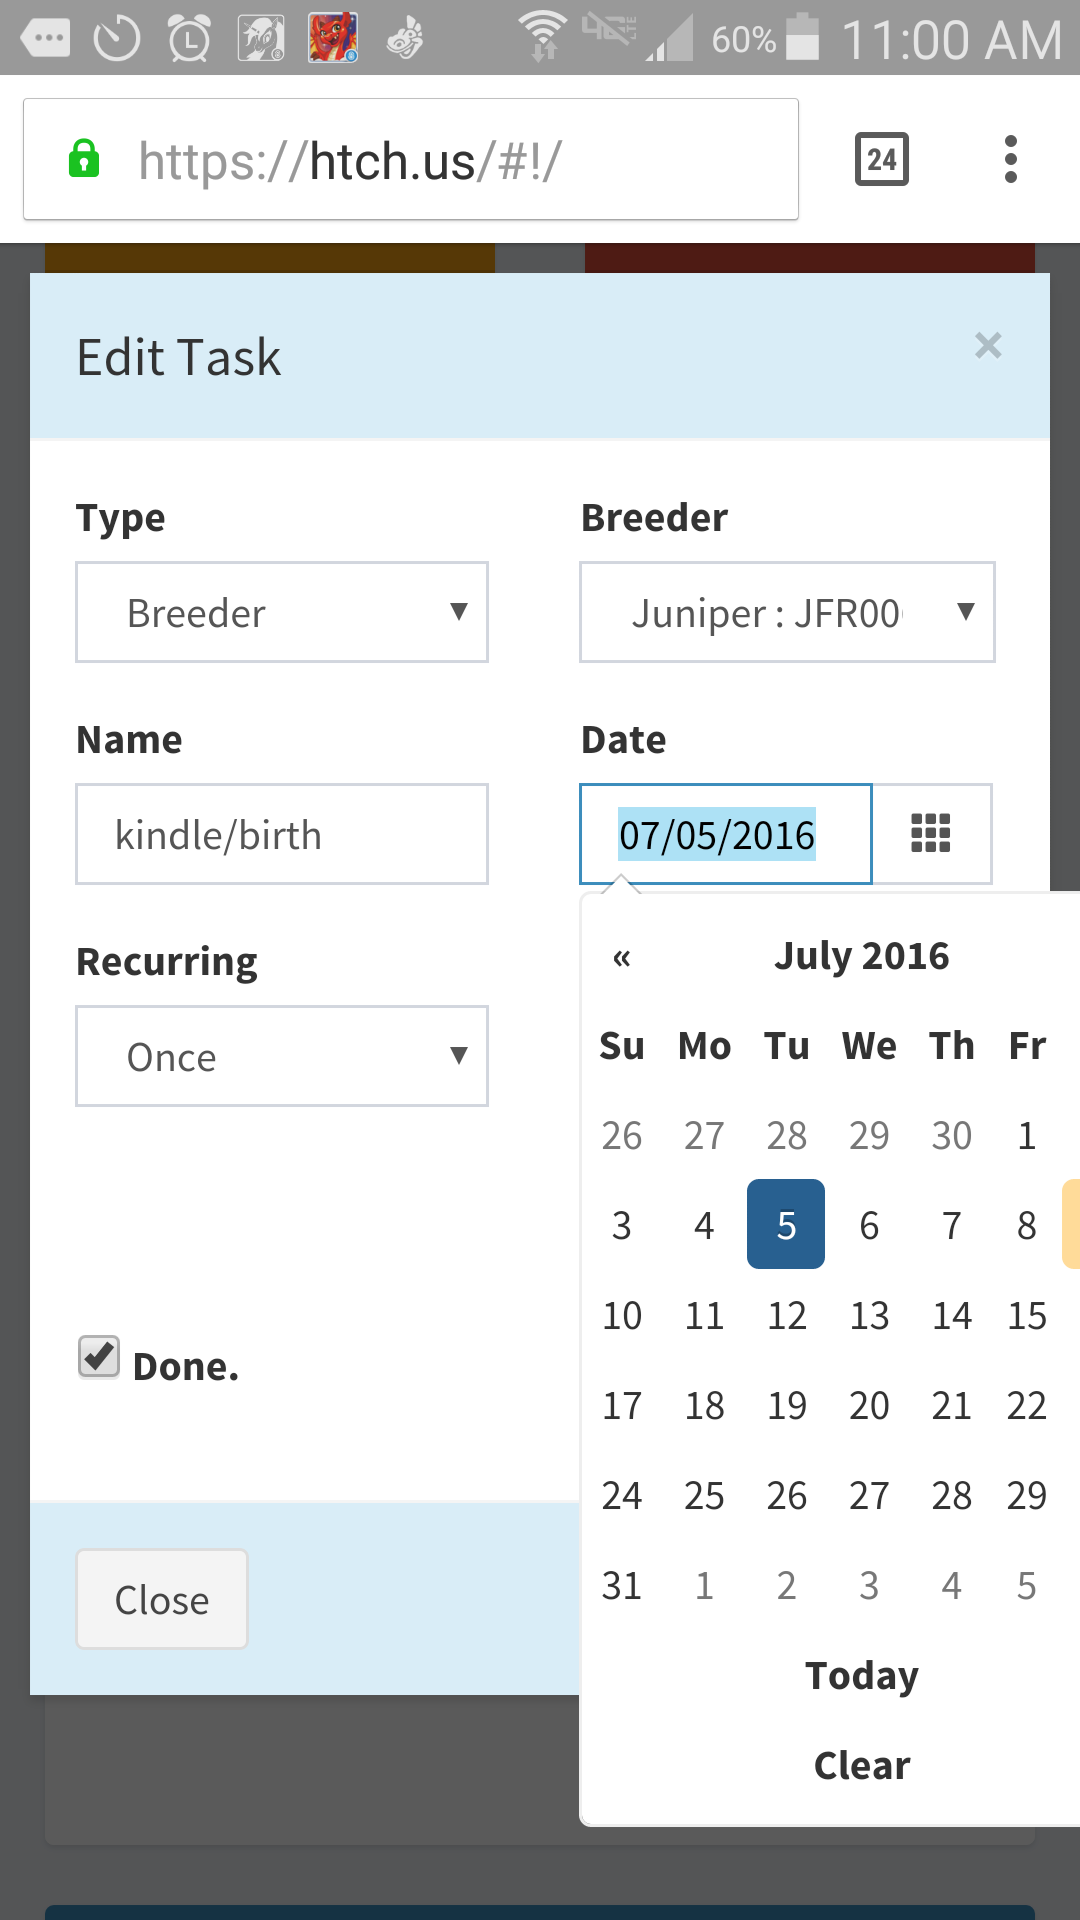 60% 11:00 AM
https://htch.us/#!/ 24
Edit Task ×
Type Breeder
Breeder Juniper : JFR00
Name Date
kindle/birth 07/05/2016
Recurring
Once
« July 2016
Su Mo Tu We Th Fr
26 27 28 29 30 1
3 4 5 6 7 8
10 11 12 13 14 15
17 18 19 20 21 22
24 25 26 27 28 29
31 1 2 3 4 5
Today
Clear
Done.
Close